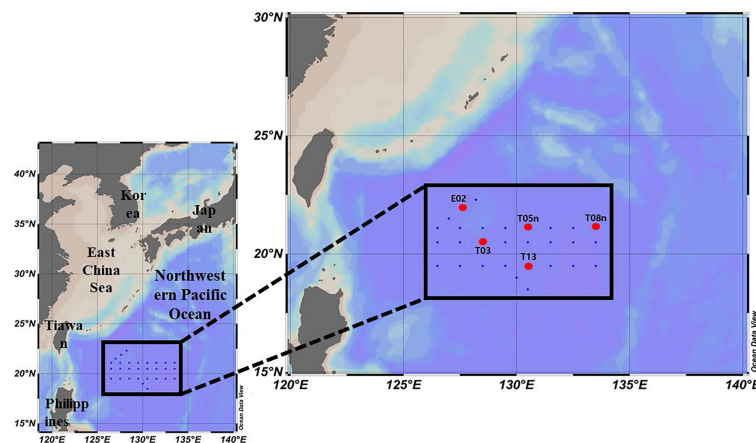 30°N
25°N
20°N
15°N
120°E
125°E
130°E
135°E
140°E
E02
T05n
T08n
T03
T13
Ocean Data View
40°N
35°N
30°N
25°N
20°N
15°N
120°E
125°E
130°E
135°E
140°E
Kor
ea
Jap
an
East
China
Sea
Northwest
ern Pacific
Ocean
Tiawa
n
Philipp
ines
Ocean Data View